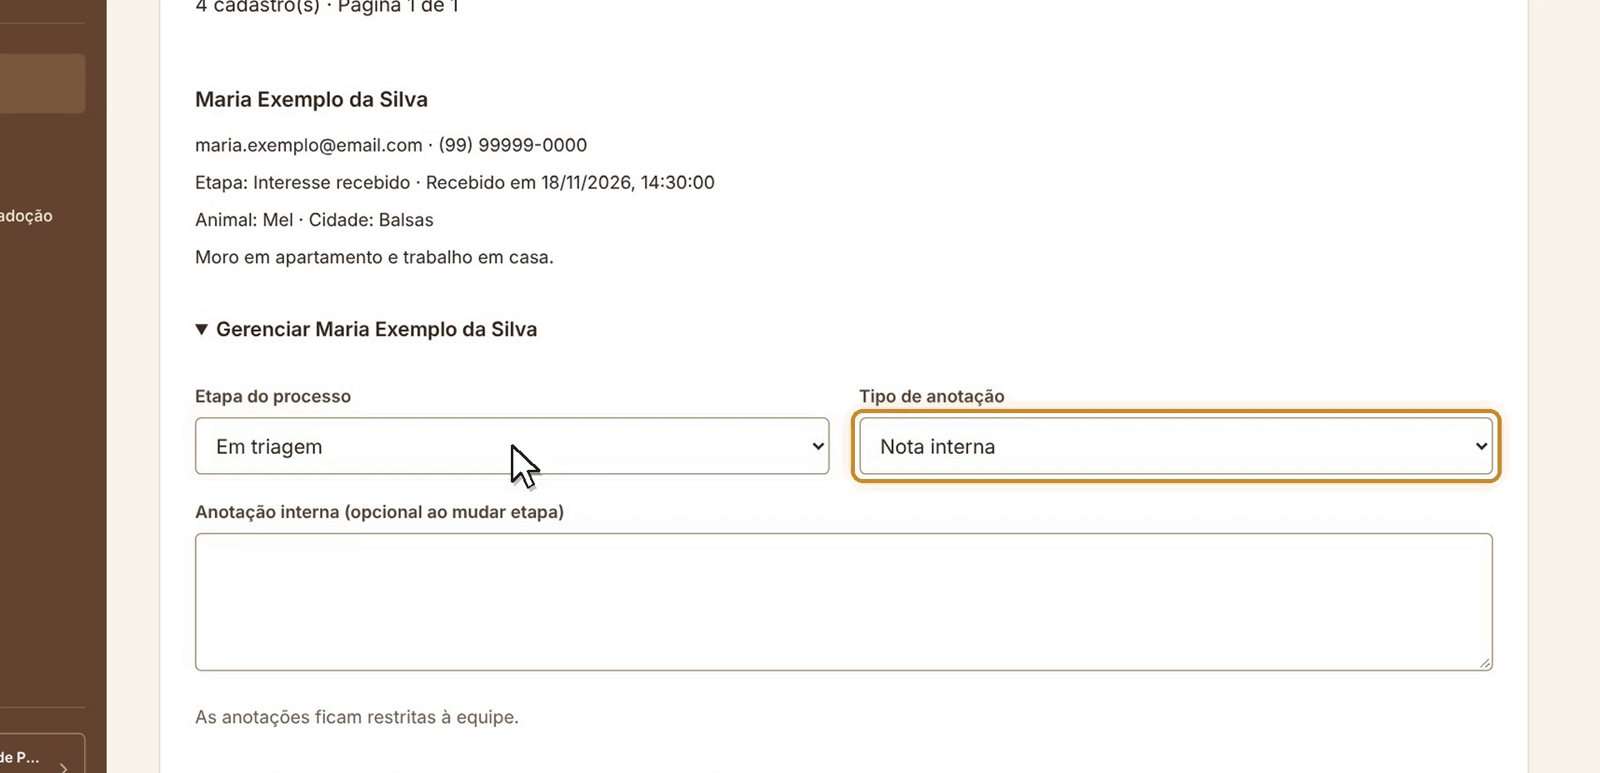 4 cadastro(s) · Página 1 de 1
Maria Exemplo da Silva
maria.exemplo@email.com · (99) 99999-0000
Etapa: Interesse recebido · Recebido em 18/11/2026, 14:30:00
adoção
Animal: Mel · Cidade: Balsas
Moro em apartamento e trabalho em casa.
▼ Gerenciar Maria Exemplo da Silva
Etapa do processo
Tipo de anotação
Em triagem
Nota interna
Anotação interna (opcional ao mudar etapa)
As anotações ficam restritas à equipe.
de P...